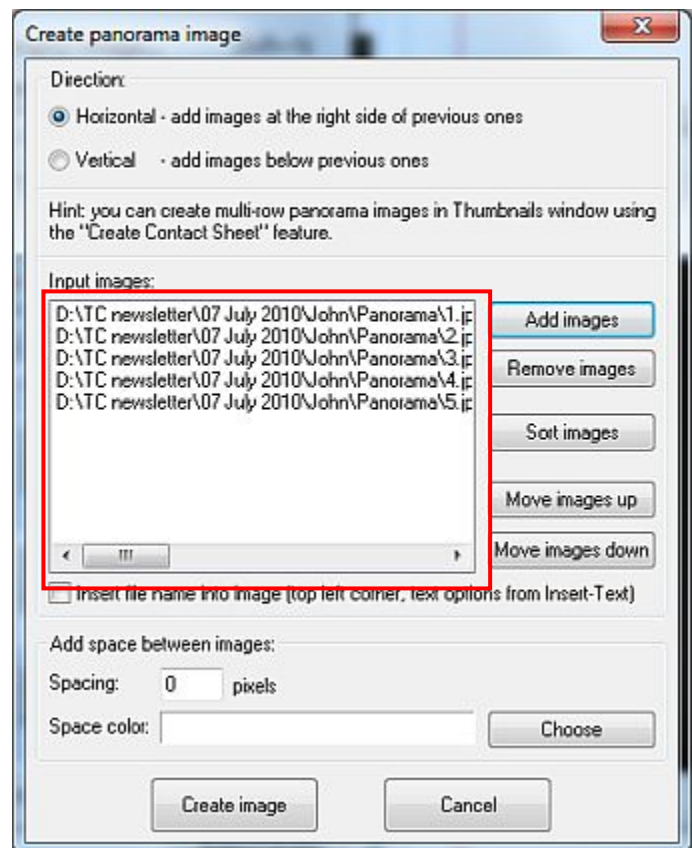 Create panorama image
Direction:
Horizontal - add images at the right side of previous ones
Vertical - add images below previous ones
Hint: you can create multi-row panorama images in Thumbnails window using
the "Create Contact Sheet" feature.
Input images:
D:\TC newsletter\07 July 2010\John\Panorama\1.jp
D:\TC newsletter\07 July 2010\John\Panorama\2.jp
D:\TC newsletter\07 July 2010\John\Panorama\3.jp
D:\TC newsletter\07 July 2010\John\Panorama\4.jp
D:\TC newsletter\07 July 2010\John\Panorama\5.jp
Add images
Remove images
Sort images
Move images up
Move images down
Insert file name into image (top left corner, text options from Insert-Text)
Add space between images:
Spacing: 0 pixels
Space color:
Choose
Create image
Cancel